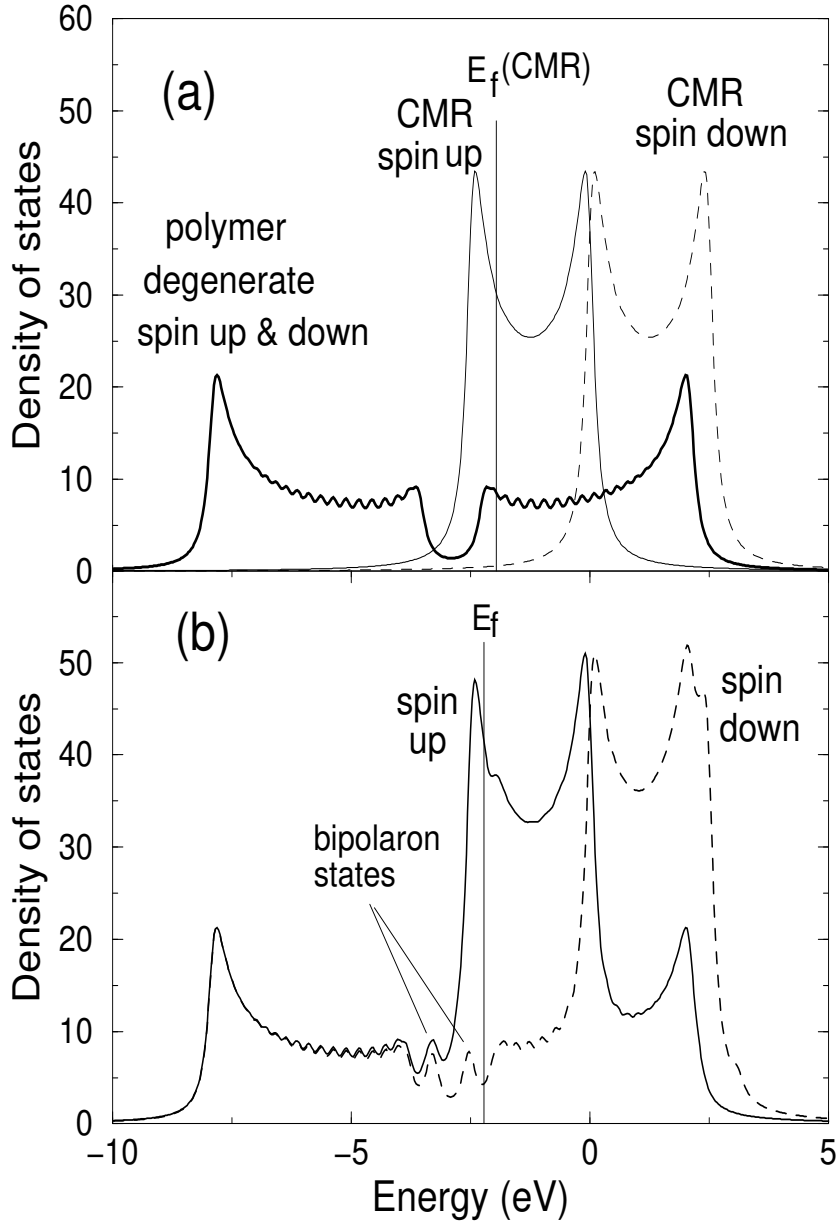 60
50
40
30
20
10
0
Density of states
(a)
E_f (CMR)
CMR
spin up
CMR
spin down
polymer
degenerate
spin up & down
50
40
30
20
10
0
Density of states
(b)
E_f
spin
up
spin
down
bipolaron
states
−10
−5
0
5
Energy (eV)